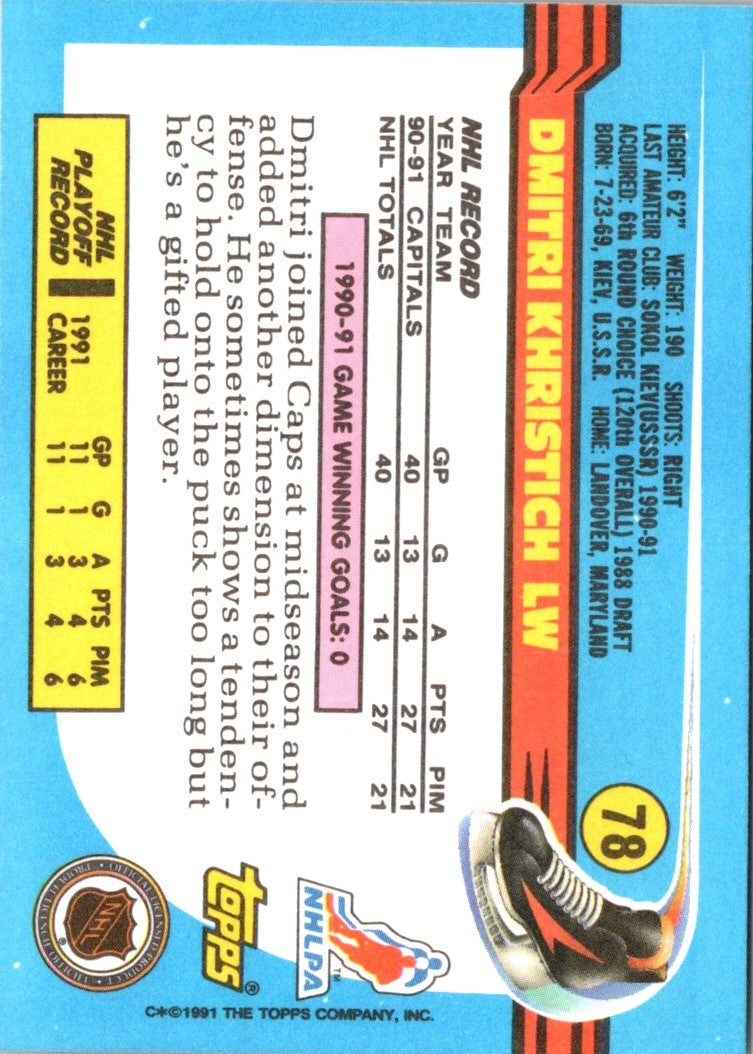 HEIGHT: 6'2" WEIGHT: 190 SHOOTS: RIGHT
LAST AMATEUR CLUB: SOKOL KIEV(USSSR) 1990-91
ACQUIRED: 6th ROUND CHOICE (120th OVERALL) 1988 DRAFT
BORN: 7-23-69, KIEV, U.S.S.R. HOME: LANDOVER, MARYLAND
78
DMITRI KHRISTICH LW
NHL RECORD
YEAR TEAM GP G A PTS PIM
90-91 CAPITALS 40 13 14 27 21
NHL TOTALS 40 13 14 27 21
1990-91 GAME WINNING GOALS: 0
Dmitri joined Caps at midseason and
added another dimension to their of-
fense. He sometimes shows a tenden-
cy to hold onto the puck too long but
he's a gifted player.
GP G A PTS PIM
NHL PLAYOFF RECORD
1991 11 1 3 4 6
CAREER 11 1 3 4 6
NHLPA™
topps®
NHL
®
OFFICIAL LICENSED PRODUCT
C*©1991 THE TOPPS COMPANY, INC.